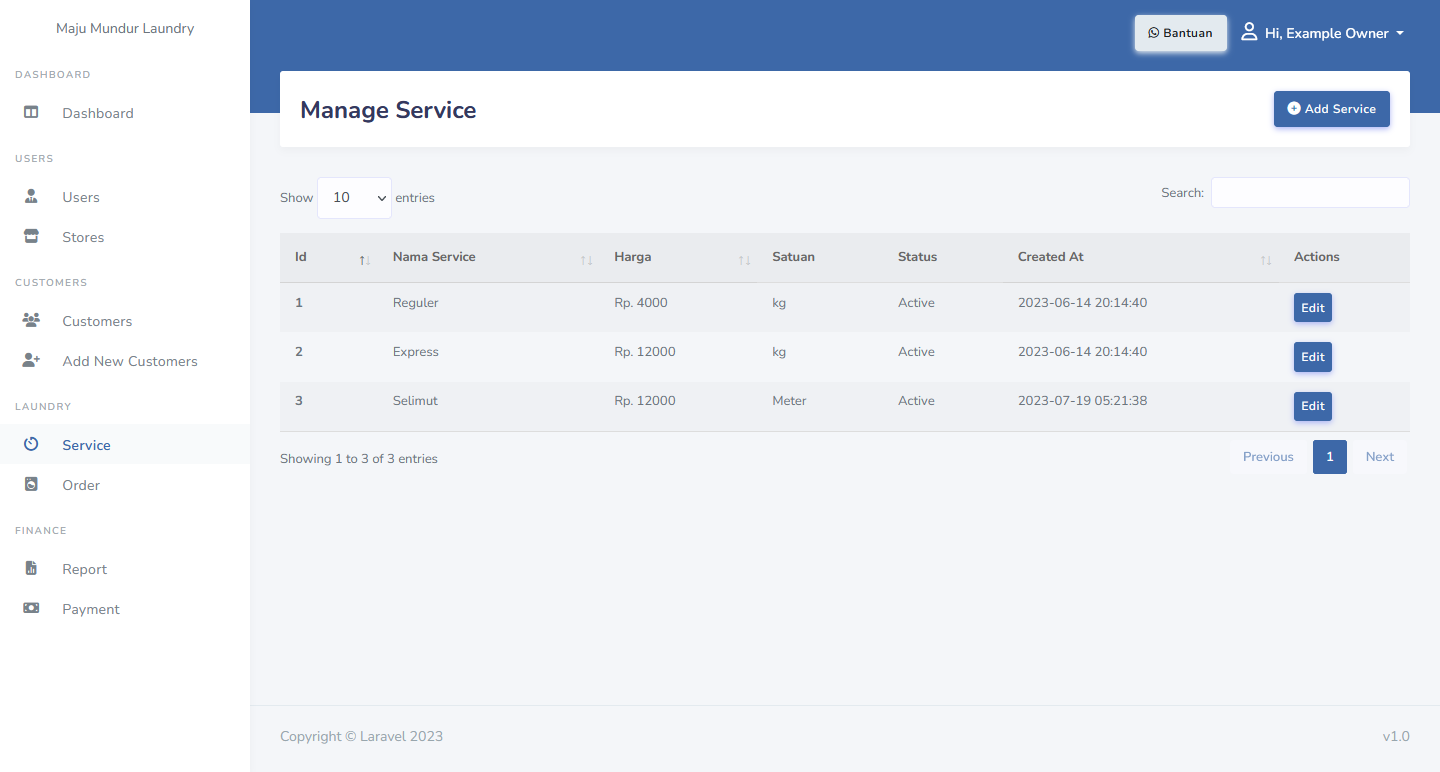 Maju Mundur Laundry
DASHBOARD
Dashboard
USERS
Users
Stores
CUSTOMERS
Customers
Add New Customers
LAUNDRY
Service
Order
FINANCE
Report
Payment
Bantuan Hi, Example Owner
Manage Service Add Service
Show 10 entries Search:
Id Nama Service Harga Satuan Status Created At Actions
1 Reguler Rp. 4000 kg Active 2023-06-14 20:14:40 Edit
2 Express Rp. 12000 kg Active 2023-06-14 20:14:40 Edit
3 Selimut Rp. 12000 Meter Active 2023-07-19 05:21:38 Edit
Showing 1 to 3 of 3 entries Previous 1 Next
Copyright © Laravel 2023 v1.0